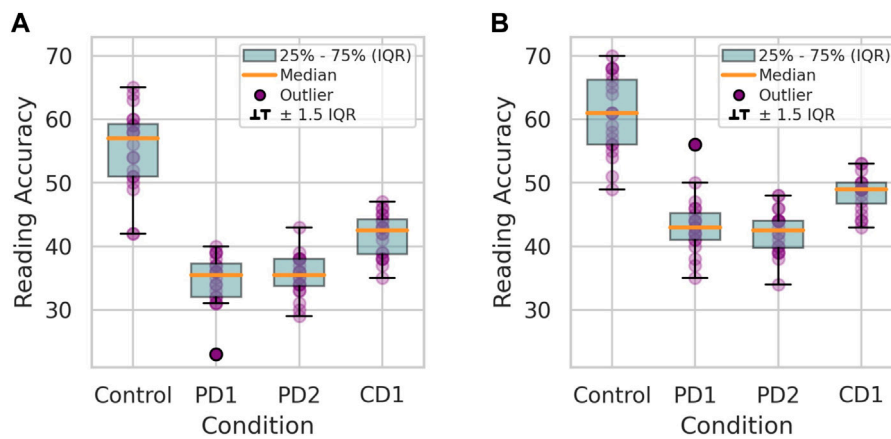 A
B
70
60
50
40
30
Reading Accuracy
25% - 75% (IQR)
Median
Outlier
± 1.5 IQR
Control PD1 PD2 CD1
Condition
70
60
50
40
30
Reading Accuracy
25% - 75% (IQR)
Median
Outlier
± 1.5 IQR
Control PD1 PD2 CD1
Condition